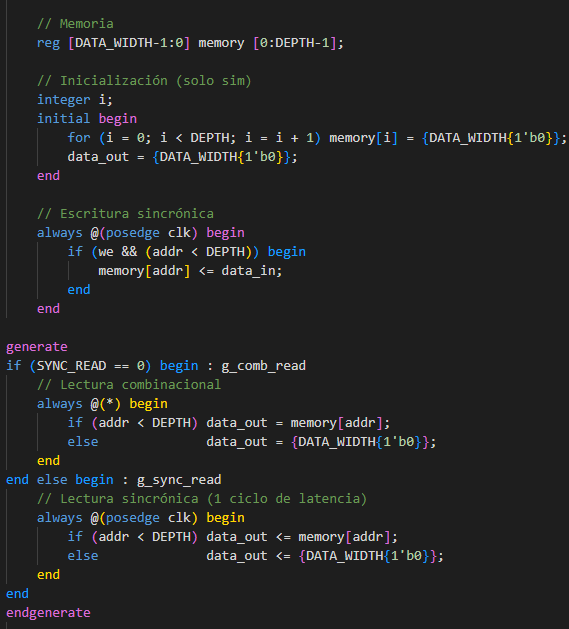 // Memoria
reg [DATA_WIDTH-1:0] memory [0:DEPTH-1];
// Inicialización (solo sim)
integer i;
initial begin
for (i = 0; i < DEPTH; i = i + 1) memory[i] = {DATA_WIDTH{1'b0}};
data_out = {DATA_WIDTH{1'b0}};
end
// Escritura sincrónica
always @(posedge clk) begin
if (we && (addr < DEPTH)) begin
memory[addr] <= data_in;
end
end
generate
if (SYNC_READ == 0) begin : g_comb_read
// Lectura combinacional
always @(*) begin
if (addr < DEPTH) data_out = memory[addr];
else data_out = {DATA_WIDTH{1'b0}};
end
end else begin : g_sync_read
// Lectura sincrónica (1 ciclo de latencia)
always @(posedge clk) begin
if (addr < DEPTH) data_out <= memory[addr];
else data_out <= {DATA_WIDTH{1'b0}};
end
end
endgenerate